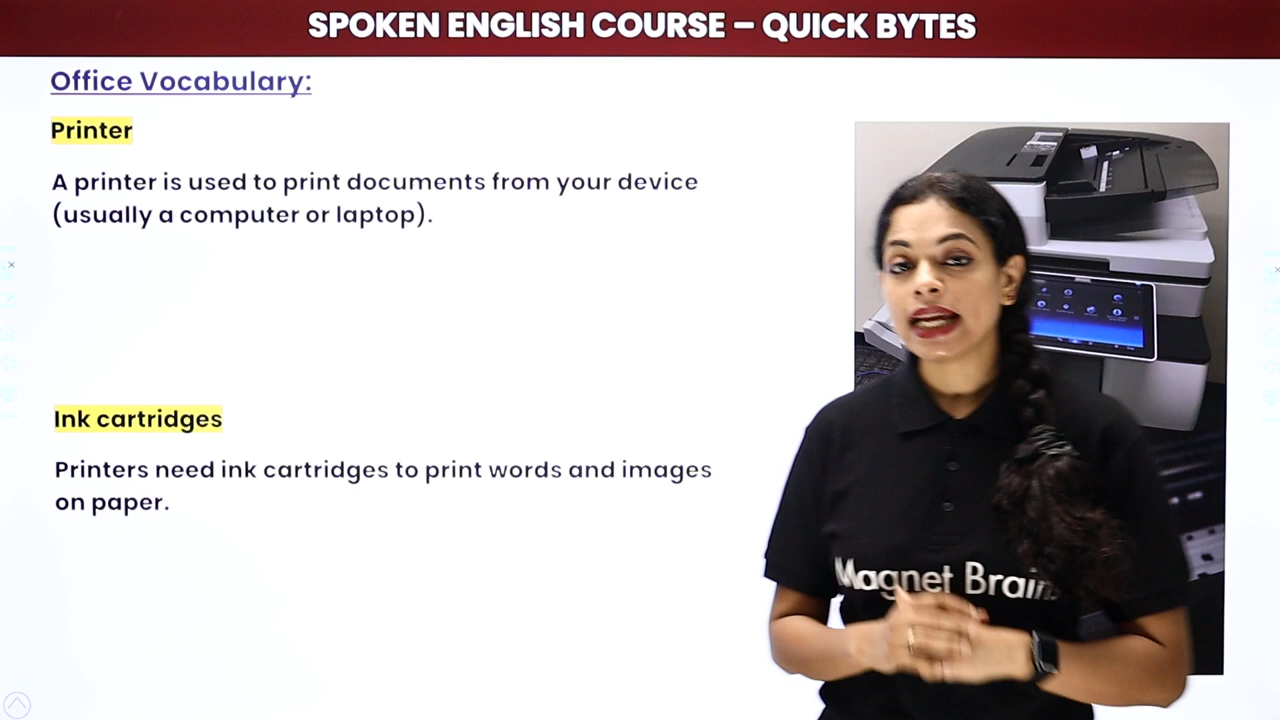 SPOKEN ENGLISH COURSE – QUICK BYTES
Office Vocabulary:
Printer
A printer is used to print documents from your device
(usually a computer or laptop).
Ink cartridges
Printers need ink cartridges to print words and images
on paper.
Magnet Brains